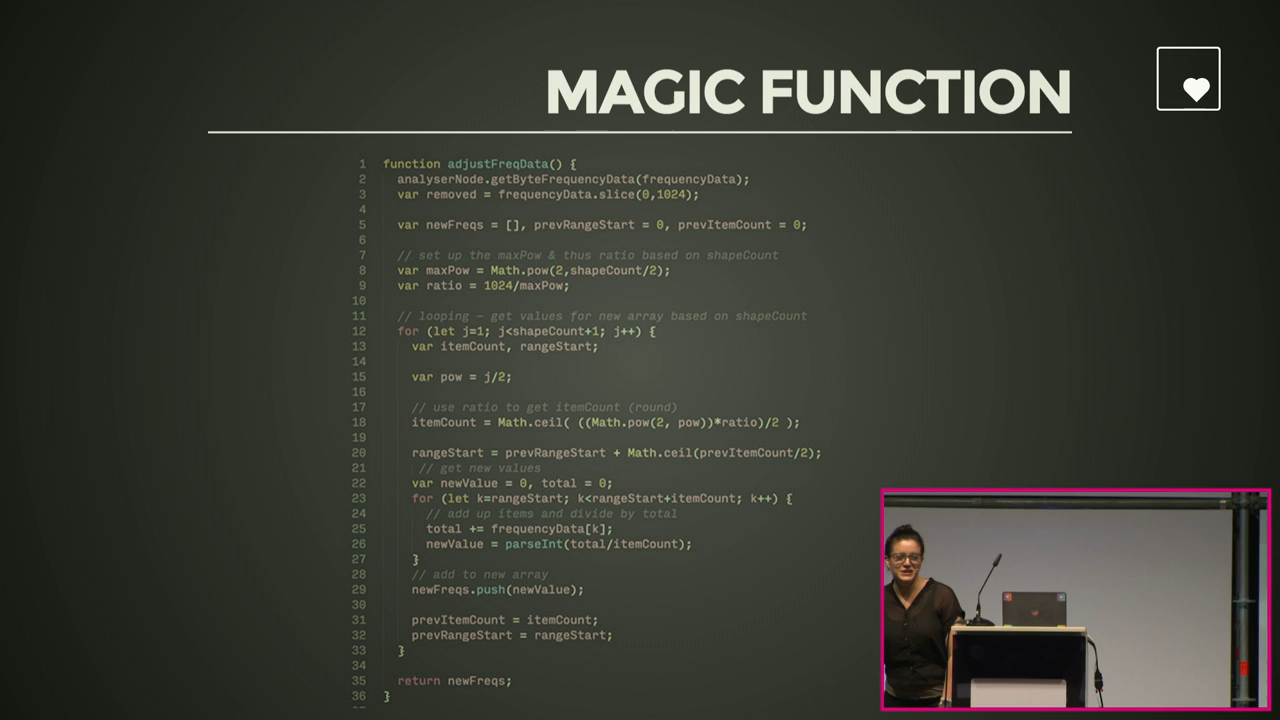 MAGIC FUNCTION
1 function adjustFreqData() {
2 analyserNode.getByteFrequencyData(frequencyData);
3 var removed = frequencyData.slice(0,1024);
4
5 var newFreqs = [], prevRangeStart = 0, prevItemCount = 0;
6
7 // set up the maxPow & thus ratio based on shapeCount
8 var maxPow = Math.pow(2,shapeCount/2);
9 var ratio = 1024/maxPow;
10
11 // looping - get values for new array based on shapeCount
12 for (let j=1; j<shapeCount+1; j++) {
13 var itemCount, rangeStart;
14
15 var pow = j/2;
16
17 // use ratio to get itemCount (round)
18 itemCount = Math.ceil( ((Math.pow(2, pow))*ratio)/2 );
19
20 rangeStart = prevRangeStart + Math.ceil(prevItemCount/2);
21 // get new values
22 var newValue = 0, total = 0;
23 for (let k=rangeStart; k<rangeStart+itemCount; k++) {
24 // add up items and divide by total
25 total += frequencyData[k];
26 newValue = parseInt(total/itemCount);
27 }
28 // add to new array
29 newFreqs.push(newValue);
30
31 prevItemCount = itemCount;
32 prevRangeStart = rangeStart;
33 }
34
35 return newFreqs;
36 }